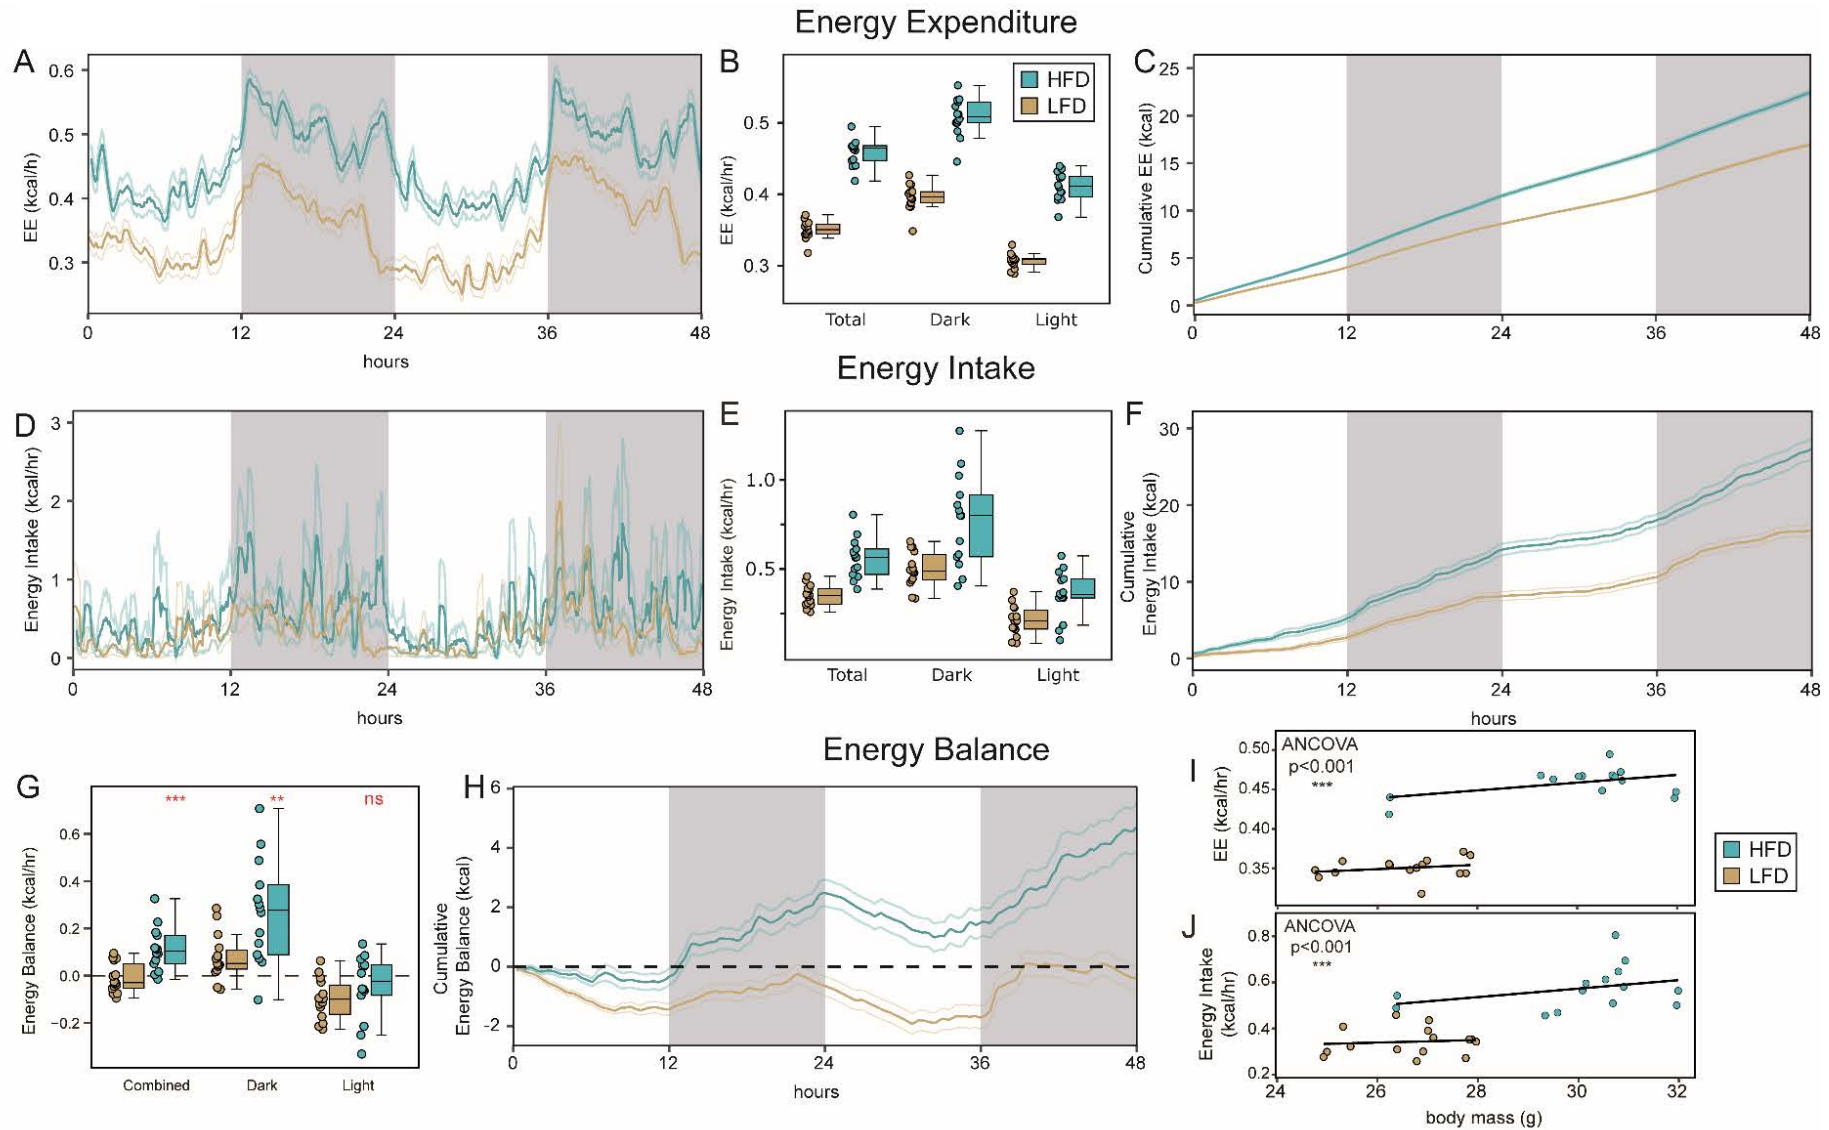 Energy Expenditure
A
EE (kcal/h)
0.6
0.5
0.4
0.3
0 12 24 36 48
hours
B
EE (kcal/hr)
0.5
0.4
0.3
HFD
LFD
Total Dark Light
C
Cumulative EE (kcal)
25
20
15
10
5
0
0 12 24 36 48
Energy Intake
D
Energy Intake (kcal/hr)
3
2
1
0
0 12 24 36 48
hours
E
Energy Intake (kcal/hr)
1.0
0.5
Total Dark Light
F
Cumulative
Energy Intake (kcal)
30
20
10
0
0 12 24 36 48
hours
Energy Balance
G
Energy Balance (kcal/hr)
0.6
0.4
0.2
0.0
−0.2
*** ** ns
Combined Dark Light
H
Cumulative
Energy Balance (kcal)
6
4
2
0
-2
0 12 24 36 48
hours
I
EE (kcal/hr)
0.50
0.45
0.40
0.35
ANCOVA
p<0.001
***
HFD
LFD
J
Energy Intake
(kcal/hr)
0.8
0.6
0.4
0.2
ANCOVA
p<0.001
***
24 26 28 30 32
body mass (g)